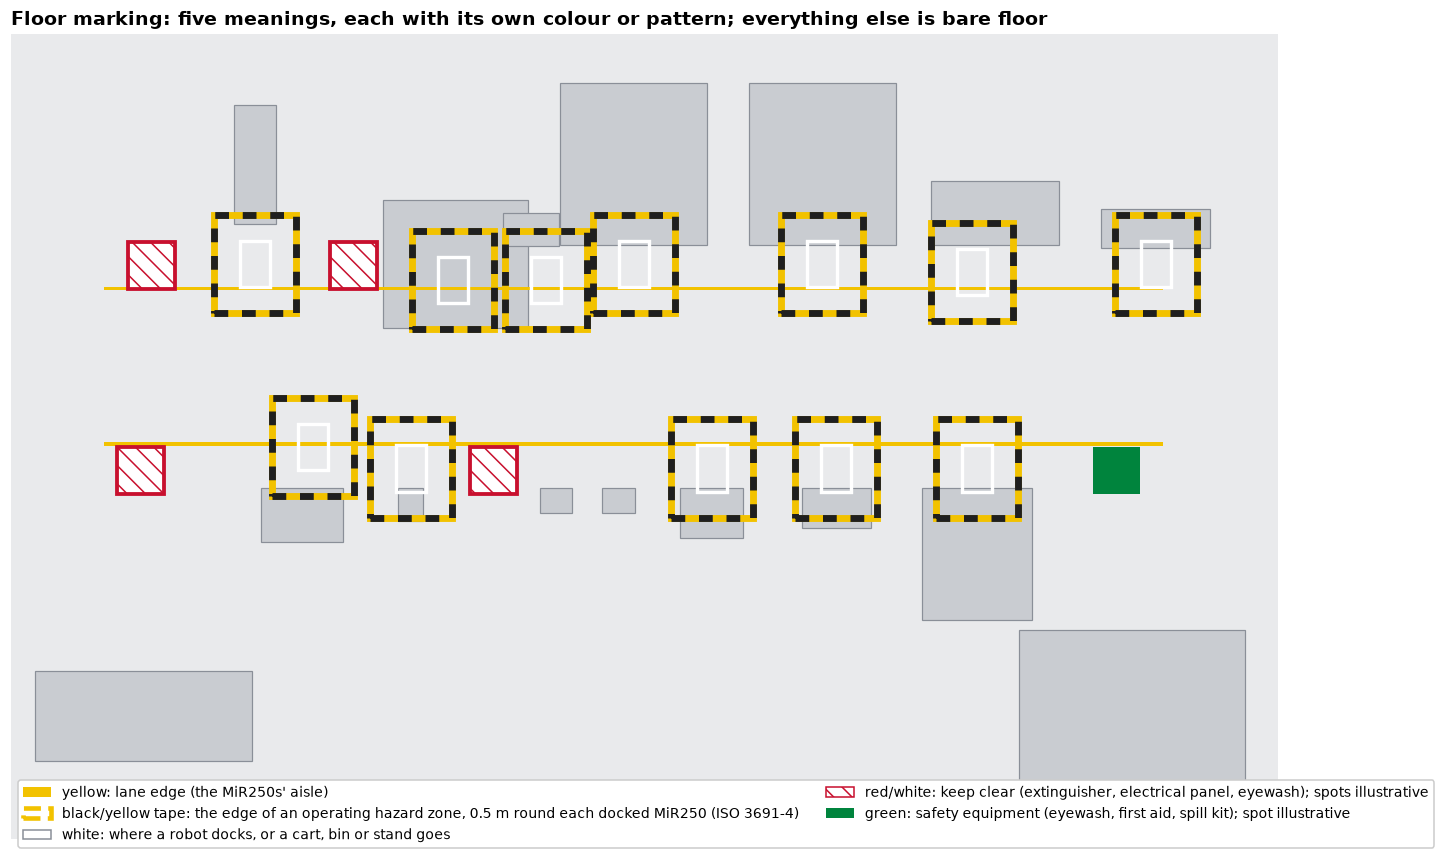 Floor marking: five meanings, each with its own colour or pattern; everything else is bare floor
yellow: lane edge (the MiR250s' aisle)
black/yellow tape: the edge of an operating hazard zone, 0.5 m round each docked MiR250 (ISO 3691-4)
white: where a robot docks, or a cart, bin or stand goes
red/white: keep clear (extinguisher, electrical panel, eyewash); spots illustrative
green: safety equipment (eyewash, first aid, spill kit); spot illustrative